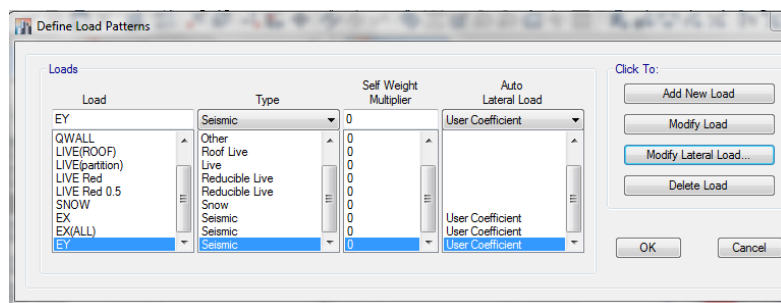 Define Load Patterns
Loads
Click To:
Load Type Self Weight Multiplier Auto Lateral Load
EY Seismic 0 User Coefficient
QWALL Other 0
LIVE(ROOF) Roof Live 0
LIVE(partition) Live 0
LIVE Red Reducible Live 0
LIVE Red 0.5 Reducible Live 0
SNOW Snow 0
EX Seismic 0 User Coefficient
EX(ALL) Seismic 0 User Coefficient
EY Seismic 0 User Coefficient
Add New Load
Modify Load
Modify Lateral Load...
Delete Load
OK Cancel